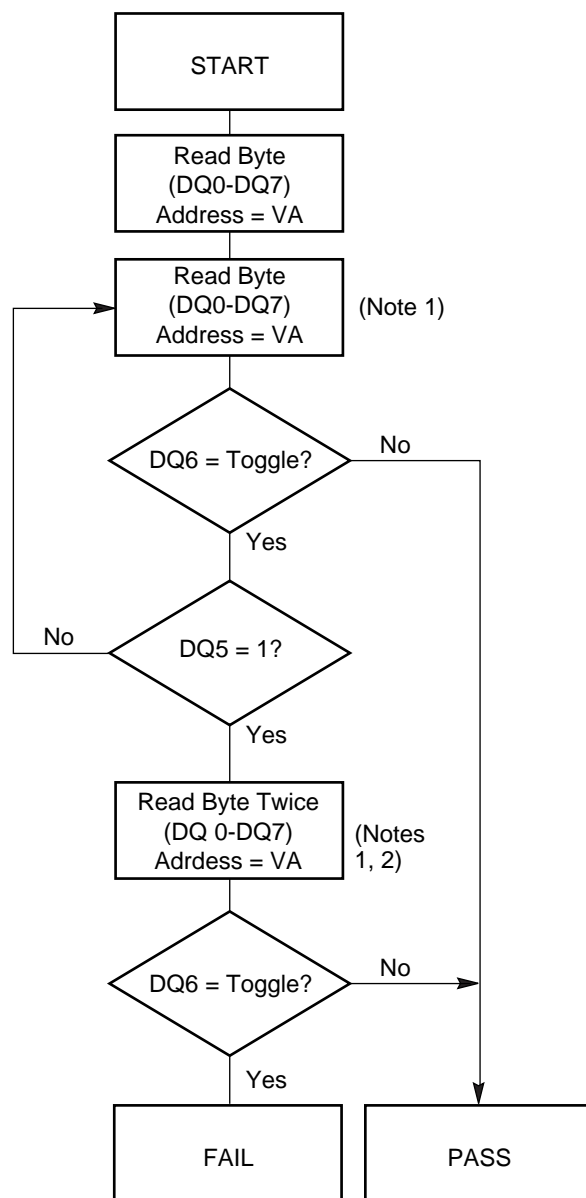 START
Read Byte
(DQ0-DQ7)
Address = VA
Read Byte
(DQ0-DQ7)
Address = VA
(Note 1)
DQ6 = Toggle?
No
Yes
No
DQ5 = 1?
Yes
Read Byte Twice
(DQ 0-DQ7)
Adrdess = VA
(Notes
1, 2)
DQ6 = Toggle?
No
Yes
FAIL
PASS